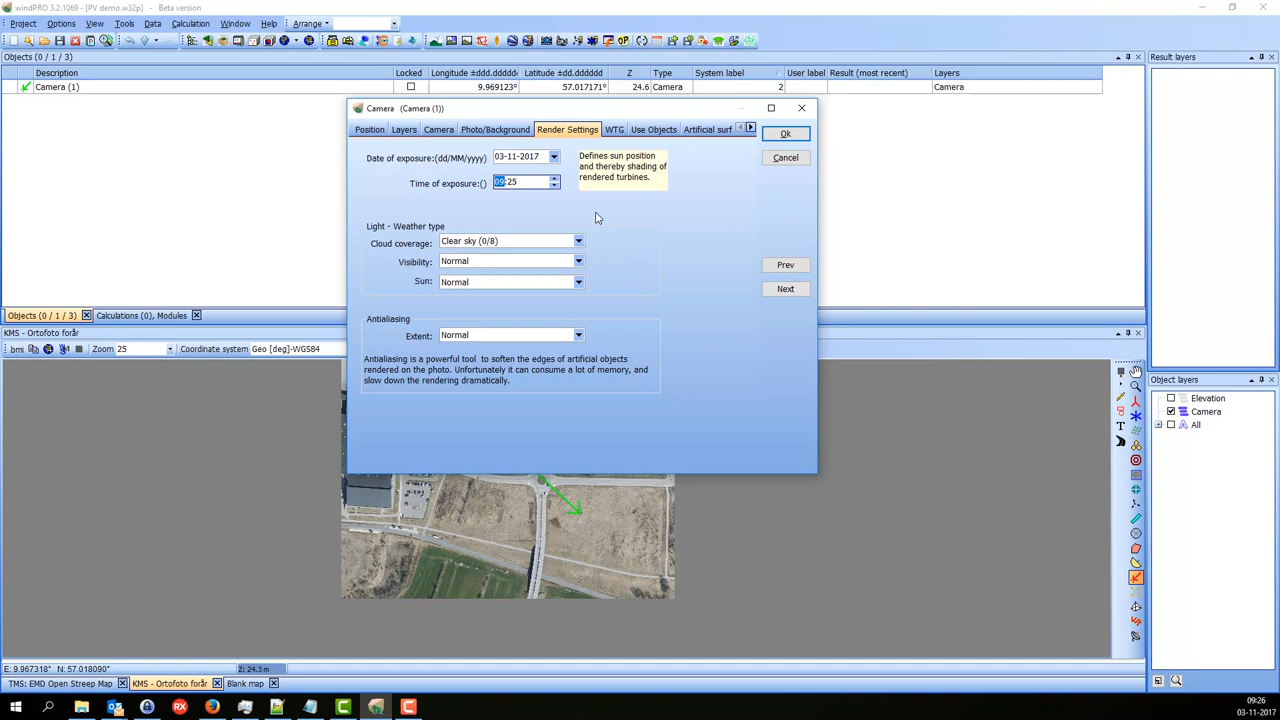 windPRO 3.2.1069 - [PV demo.w32p] - Beta version
Project Options View Tools Data Calculation Window Help Arrange
Objects (0 / 1 / 3)
Result layers
Description Locked Longitude ±ddd.ddddd Latitude ±dd.dddddd Z Type System label User label Result (most recent) Layers
Camera (1) 9.969123° 57.017171° 24.6 Camera 2 Camera
Camera (Camera (1))
Position Layers Camera Photo/Background Render Settings WTG Use Objects Artificial surf
Ok
Date of exposure:(dd/MM/yyyy) 03-11-2017
Defines sun position
and thereby shading of
rendered turbines.
Cancel
Time of exposure:() 09:25
Light - Weather type
Cloud coverage: Clear sky (0/8)
Visibility: Normal
Prev
Sun: Normal
Next
Antialiasing
Extent: Normal
Antialiasing is a powerful tool to soften the edges of artificial objects
rendered on the photo. Unfortunately it can consume a lot of memory, and
slow down the rendering dramatically.
Objects (0 / 1 / 3) Calculations (0), Modules
KMS - Ortofoto forår
bmi Zoom 25 Coordinate system Geo [deg]-WGS84
Object layers
Elevation
Camera
All
E: 9.967318° N: 57.018090° Z: 24.3 m
TMS: EMD Open Streep Map KMS - Ortofoto forår Blank map
09:26
03-11-2017